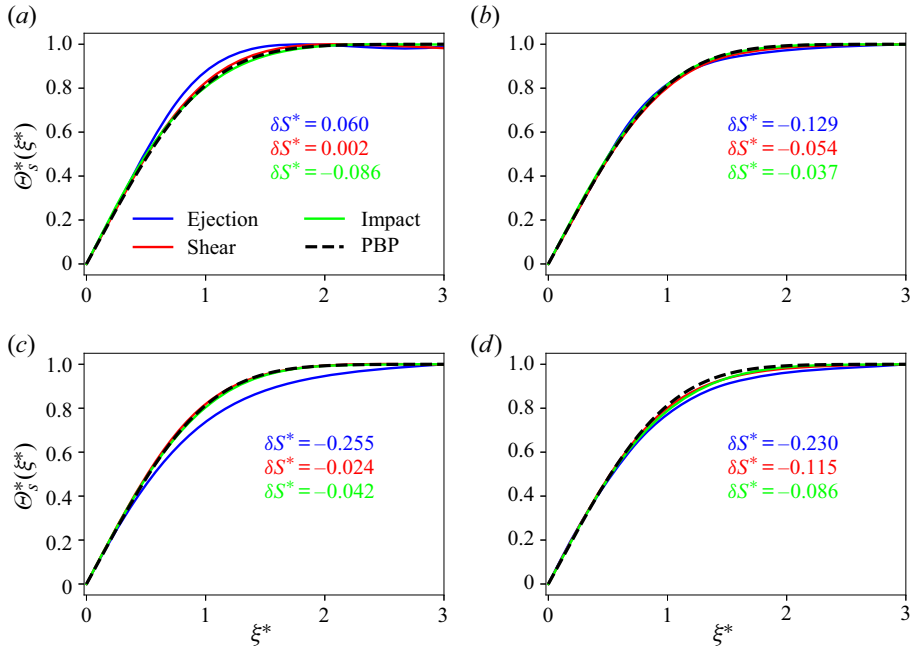 (a)
1.0
0.8
0.6
0.4
0.2
0
Θs*(ξ*)
δS* = 0.060
δS* = 0.002
δS* = −0.086
Ejection
Impact
Shear
PBP
0
1
2
3
(b)
1.0
0.8
0.6
0.4
0.2
0
δS* = −0.129
δS* = −0.054
δS* = −0.037
0
1
2
3
(c)
1.0
0.8
0.6
0.4
0.2
0
Θs*(ξ*)
δS* = −0.255
δS* = −0.024
δS* = −0.042
0
1
2
3
ξ*
(d)
1.0
0.8
0.6
0.4
0.2
0
δS* = −0.230
δS* = −0.115
δS* = −0.086
0
1
2
3
ξ*